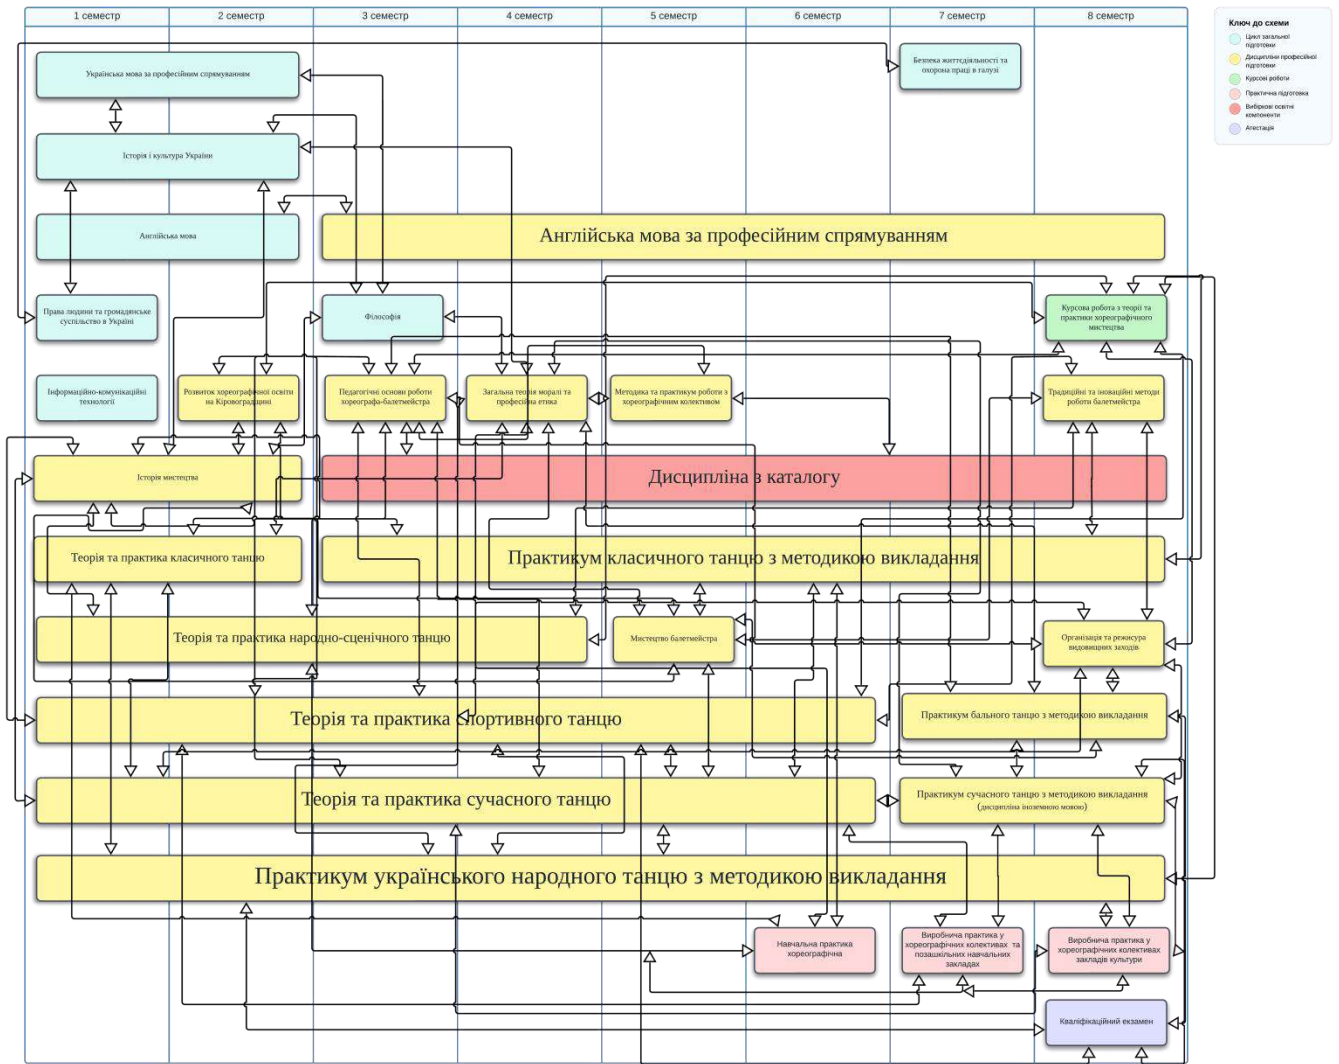 1 семестр
2 семестр
3 семестр
4 семестр
5 семестр
6 семестр
7 семестр
8 семестр
Ключ до схеми
Цикл загальної
підготовки
Дисципліни професійної
підготовки
Курсові роботи
Практична підготовка
Вибіркові освітні
компоненти
Атестація
Українська мова за професійним спрямуванням
Безпека життєдіяльності та
охорона праці в галузі
Історія і культура України
Англійська мова
Англійська мова за професійним спрямуванням
Права людини та громадянське
суспільство в Україні
Філософія
Курсова робота з теорії та
практики хореографічного
мистецтва
Інформаційно-комунікаційні
технології
Розвиток хореографічної освіти
на Кіровоградщині
Педагогічні основи роботи
хореографа-балетмейстра
Загальна теорія моралі та
професійна етика
Методика та практикум роботи з
хореографічним колективом
Традиційні та іноваційні методи
роботи балетмейстра
Історія мистецтва
Дисципліна з каталогу
Теорія та практика класичного танцю
Практикум класичного танцю з методикою викладання
Теорія та практика народно-сценічного танцю
Мистецтво балетмейстра
Організація та режисура
видовищних заходів
Теорія та практика спортивного танцю
Практикум бального танцю з методикою викладання
Теорія та практика сучасного танцю
Практикум сучасного танцю з методикою викладання
(дисципліна іноземною мовою)
Практикум українського народного танцю з методикою викладання
Навчальна практика
хореографічна
Виробнича практика у
хореографічних колективах та
позашкільних навчальних
закладах
Виробнича практика у
хореографічних колективах
закладів культури
Кваліфікаційний екзамен